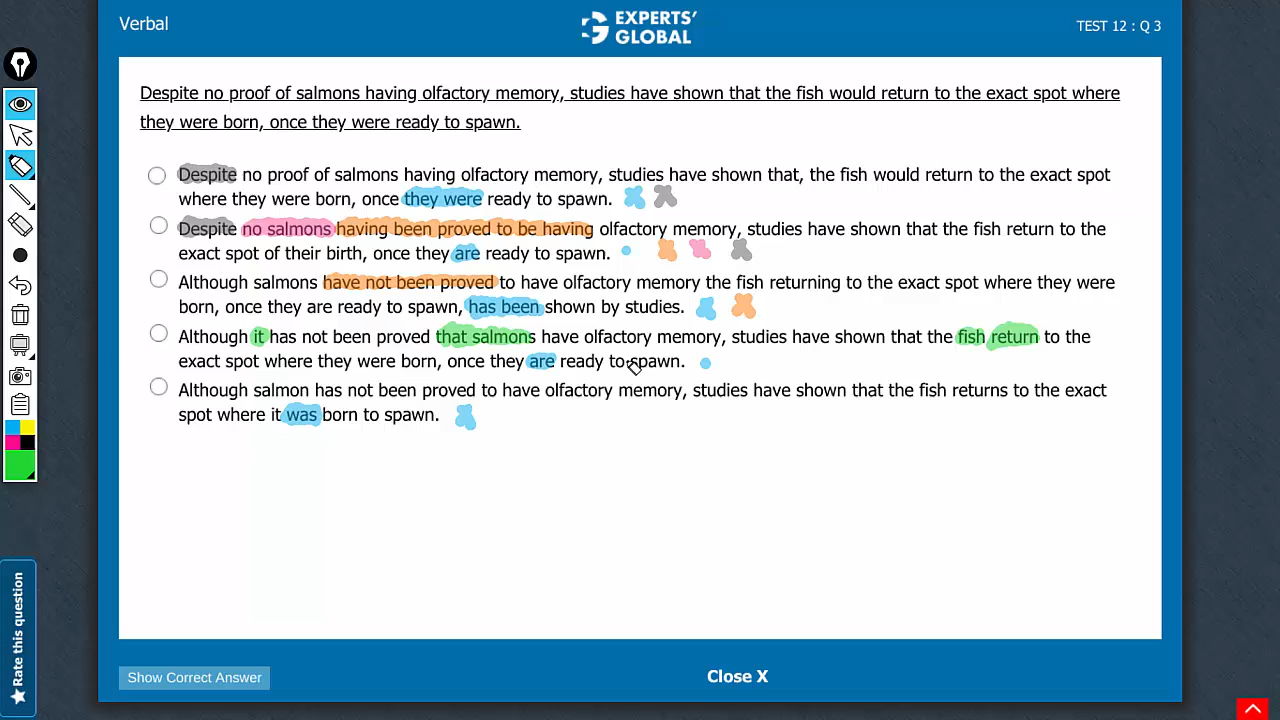 Verbal
EXPERTS'
GLOBAL
TEST 12 : Q 3
Despite no proof of salmons having olfactory memory, studies have shown that the fish would return to the exact spot where
they were born, once they were ready to spawn.
Despite no proof of salmons having olfactory memory, studies have shown that, the fish would return to the exact spot
where they were born, once they were ready to spawn.
Despite no salmons having been proved to be having olfactory memory, studies have shown that the fish return to the
exact spot of their birth, once they are ready to spawn.
Although salmons have not been proved to have olfactory memory the fish returning to the exact spot where they were
born, once they are ready to spawn, has been shown by studies.
Although it has not been proved that salmons have olfactory memory, studies have shown that the fish return to the
exact spot where they were born, once they are ready to spawn.
Although salmon has not been proved to have olfactory memory, studies have shown that the fish returns to the exact
spot where it was born to spawn.
Rate this question
Show Correct Answer
Close X